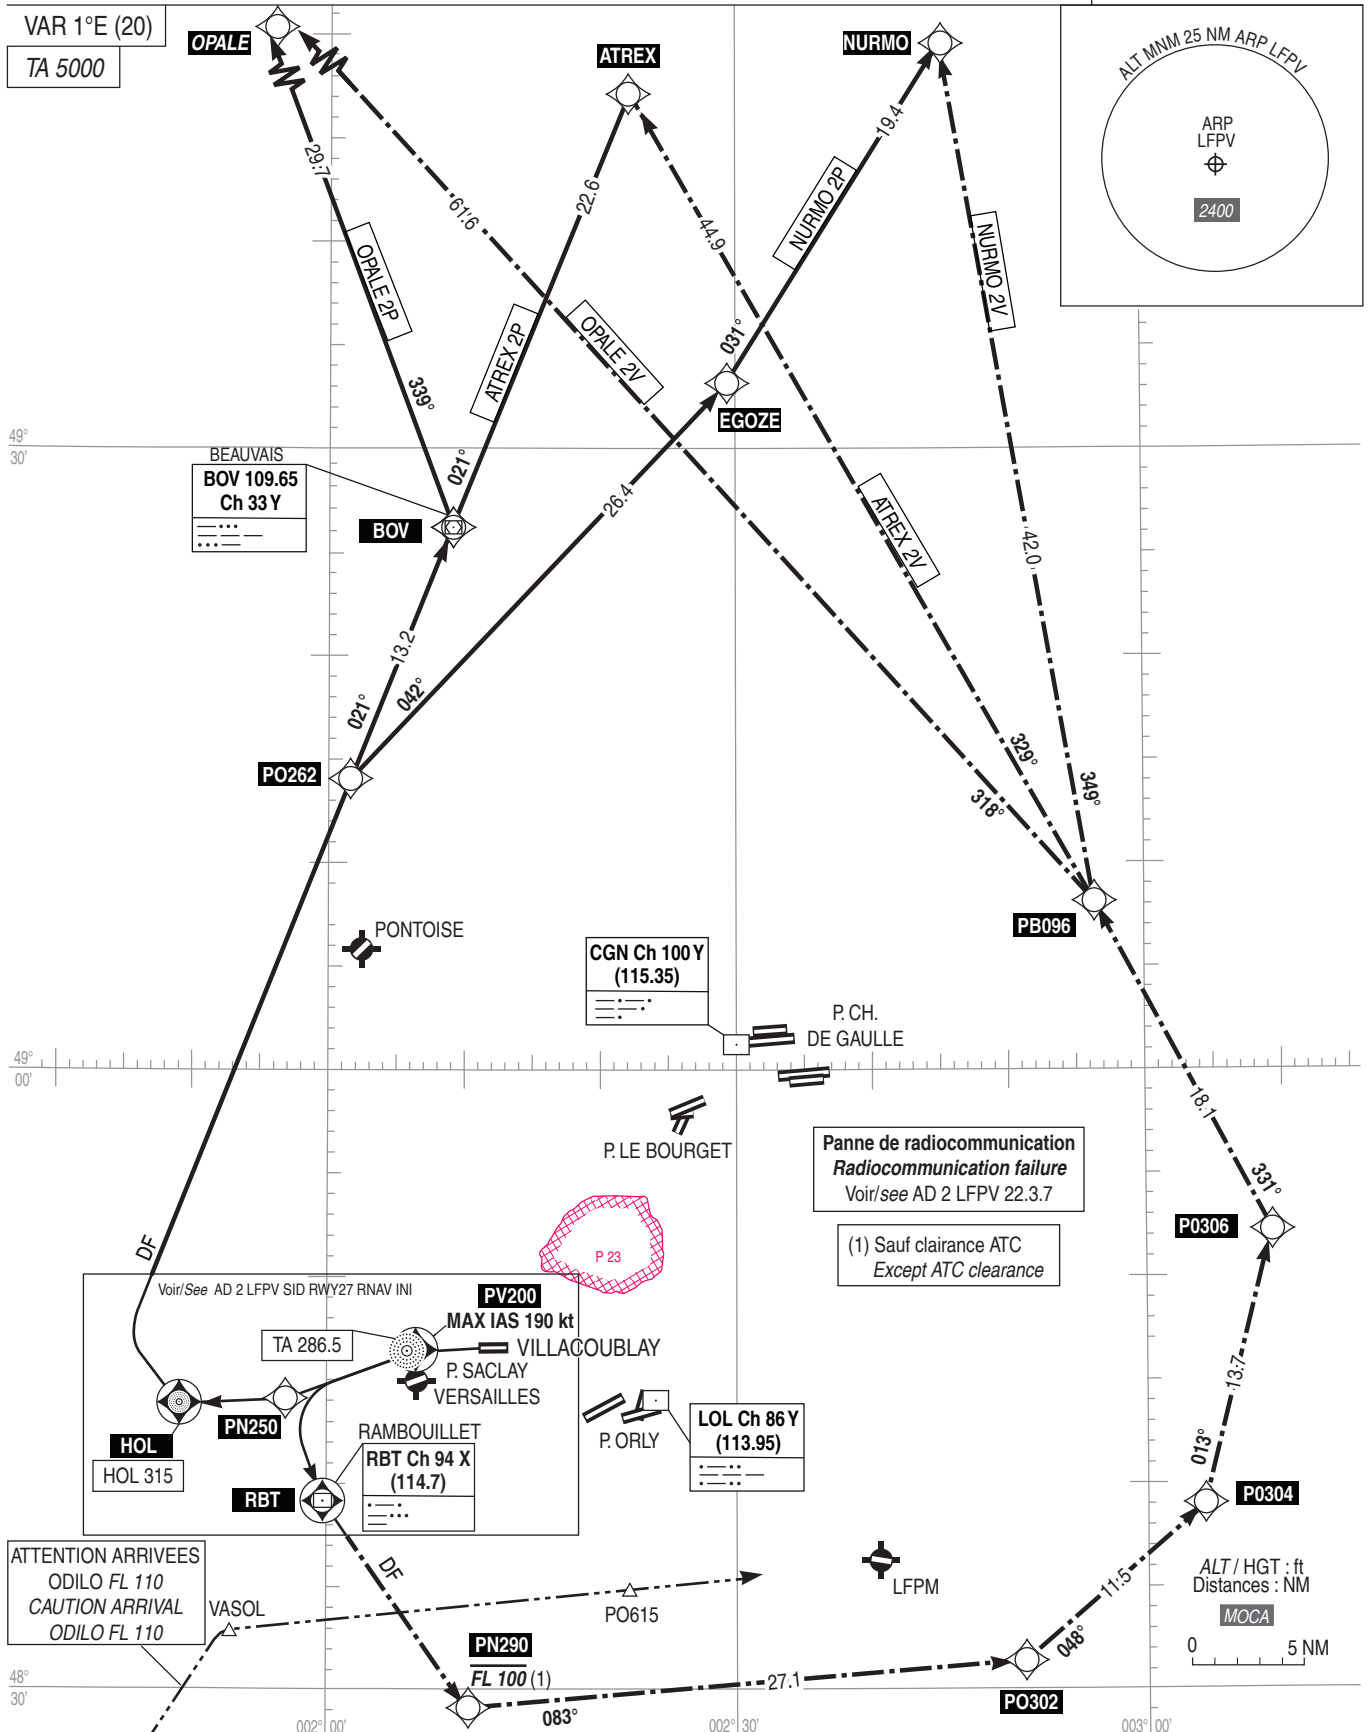 VAR 1°E (20)
TA 5000
OPALE
ATREX
NURMO
ALT MNM 25 NM ARP LFPV
ARP
LFPV
2400
29.7
61.6
22.6
44.9
19.4
OPALE 2P
ATREX 2P
OPALE 2V
NURMO 2P
NURMO 2V
ATREX 2V
339°
021°
031°
EGOZE
49°
30'
BEAUVAIS
BOV 109.65
Ch 33 Y
BOV
26.4
42.0
13.2
021°
042°
PO262
329°
318°
349°
PB096
PONTOISE
CGN Ch 100 Y
(115.35)
P. CH.
DE GAULLE
49°
00'
P. LE BOURGET
18.1
331°
Panne de radiocommunication
Radiocommunication failure
Voir/see AD 2 LFPV 22.3.7
P0306
(1) Sauf clairance ATC
Except ATC clearance
P 23
DF
Voir/See AD 2 LFPV SID RWY27 RNAV INI
PV200
MAX IAS 190 kt
TA 286.5
VILLACOUBLAY
P. SACLAY
VERSAILLES
PN250
HOL
HOL 315
RAMBOUILLET
RBT Ch 94 X
(114.7)
RBT
P. ORLY
LOL Ch 86 Y
(113.95)
13.7
013°
P0304
DF
LFPM
11.5
048°
ALT / HGT : ft
Distances : NM
MOCA
0 5 NM
ATTENTION ARRIVEES
ODILO FL 110
CAUTION ARRIVAL
ODILO FL 110
VASOL
PO615
PN290
FL 100 (1)
083°
27.1
PO302
48°
30'
002° 00'
002° 30'
003° 00'